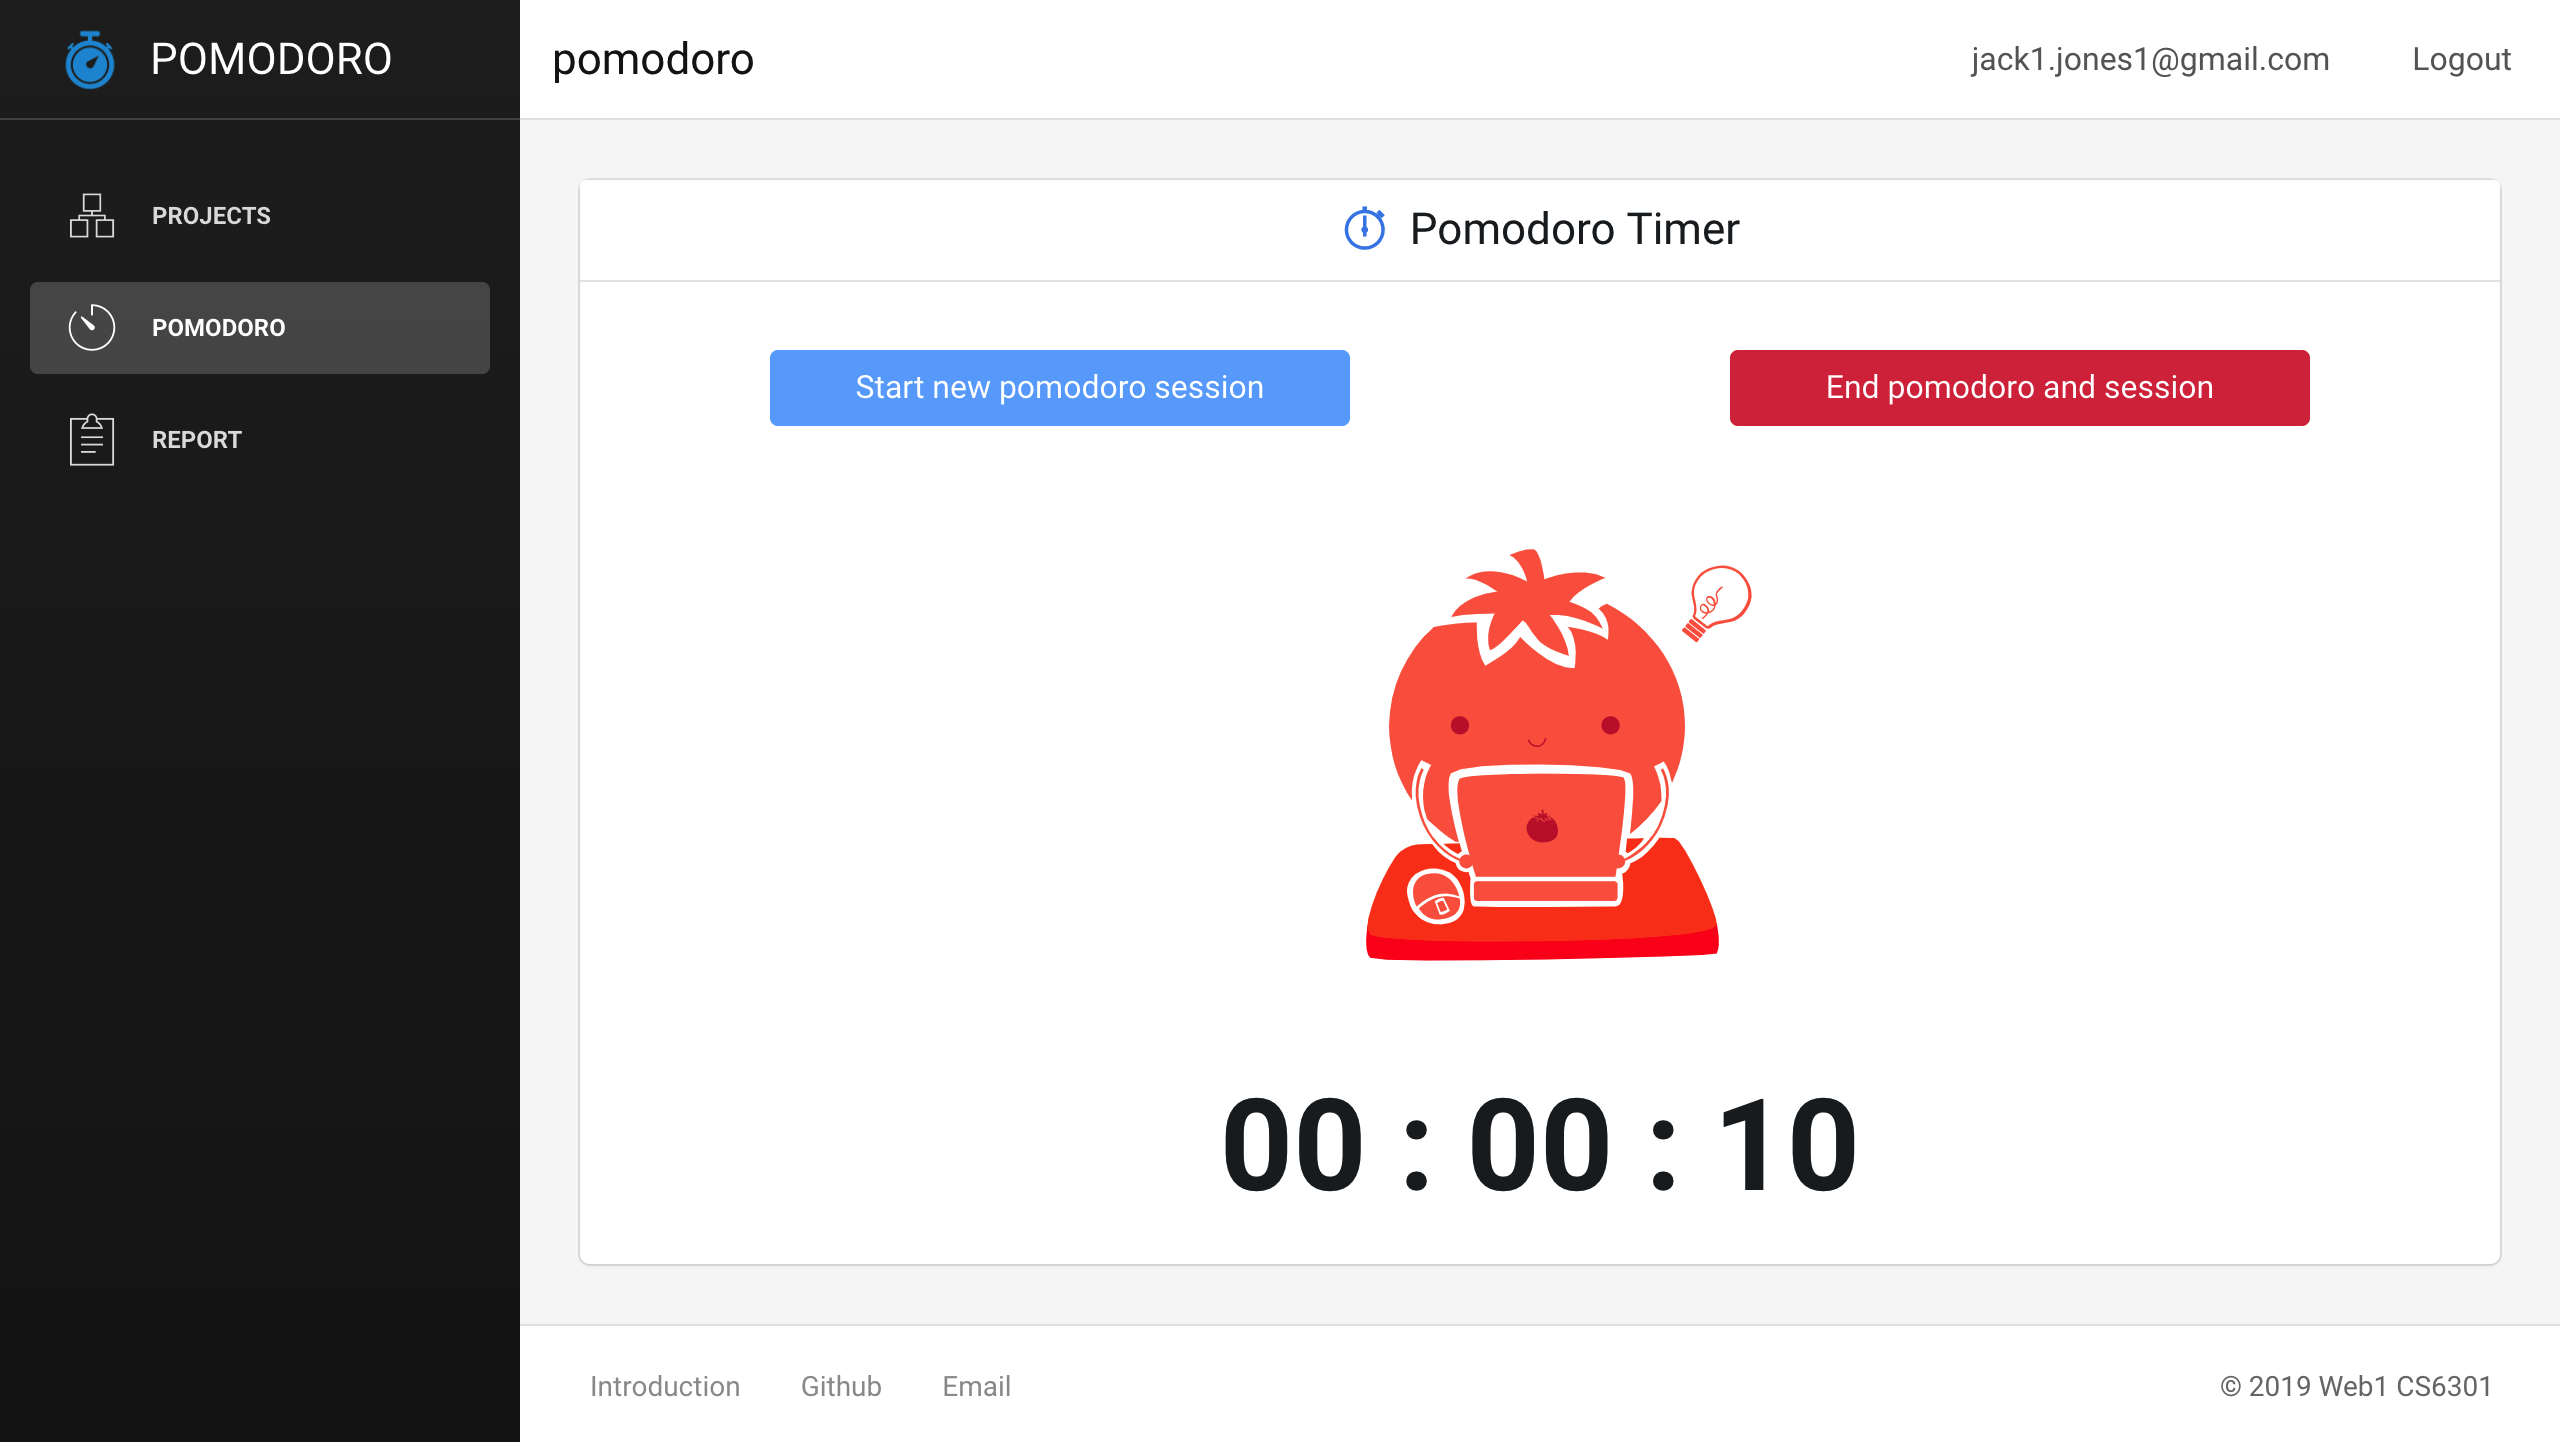 POMODORO
pomodoro
jack1.jones1@gmail.com
Logout
PROJECTS
POMODORO
REPORT
Pomodoro Timer
Start new pomodoro session
End pomodoro and session
00 : 00 : 10
Introduction
Github
Email
© 2019 Web1 CS6301